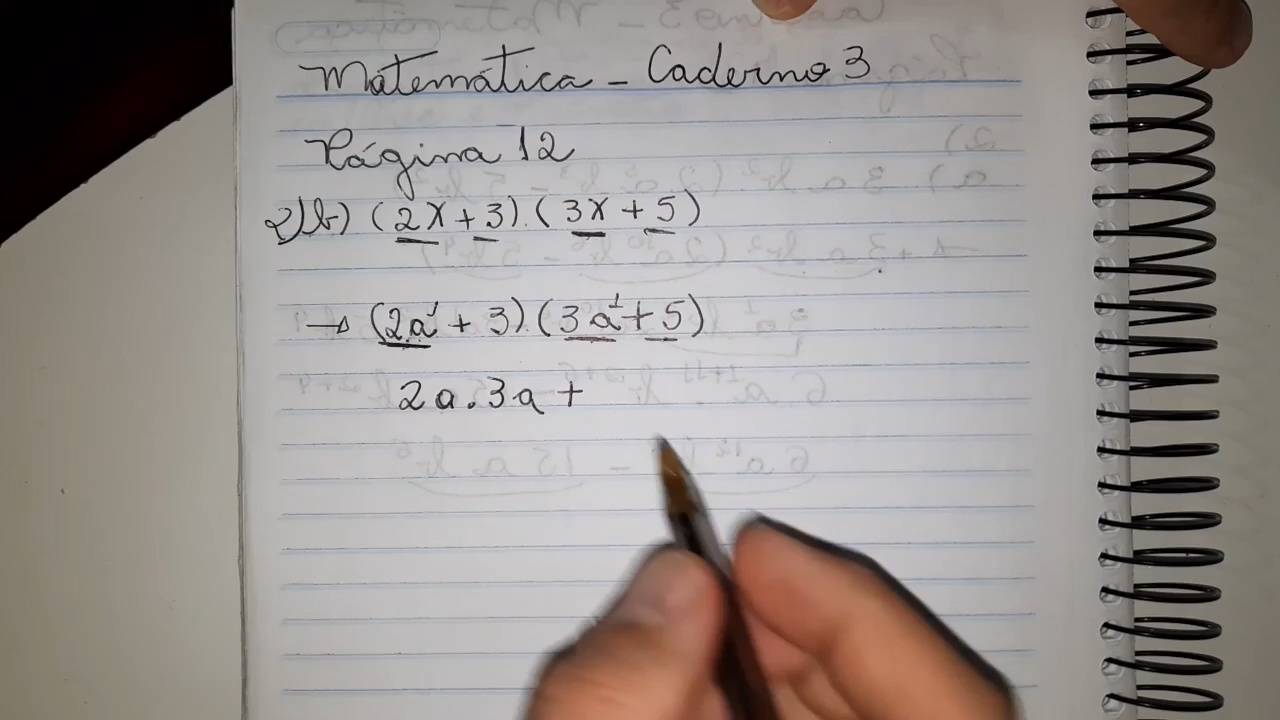 Matemática - Caderno 3
Página 12
2)b) (2x + 3).(3x + 5)
→ (2a¹ + 3).(3a¹ + 5)
2a.3a +